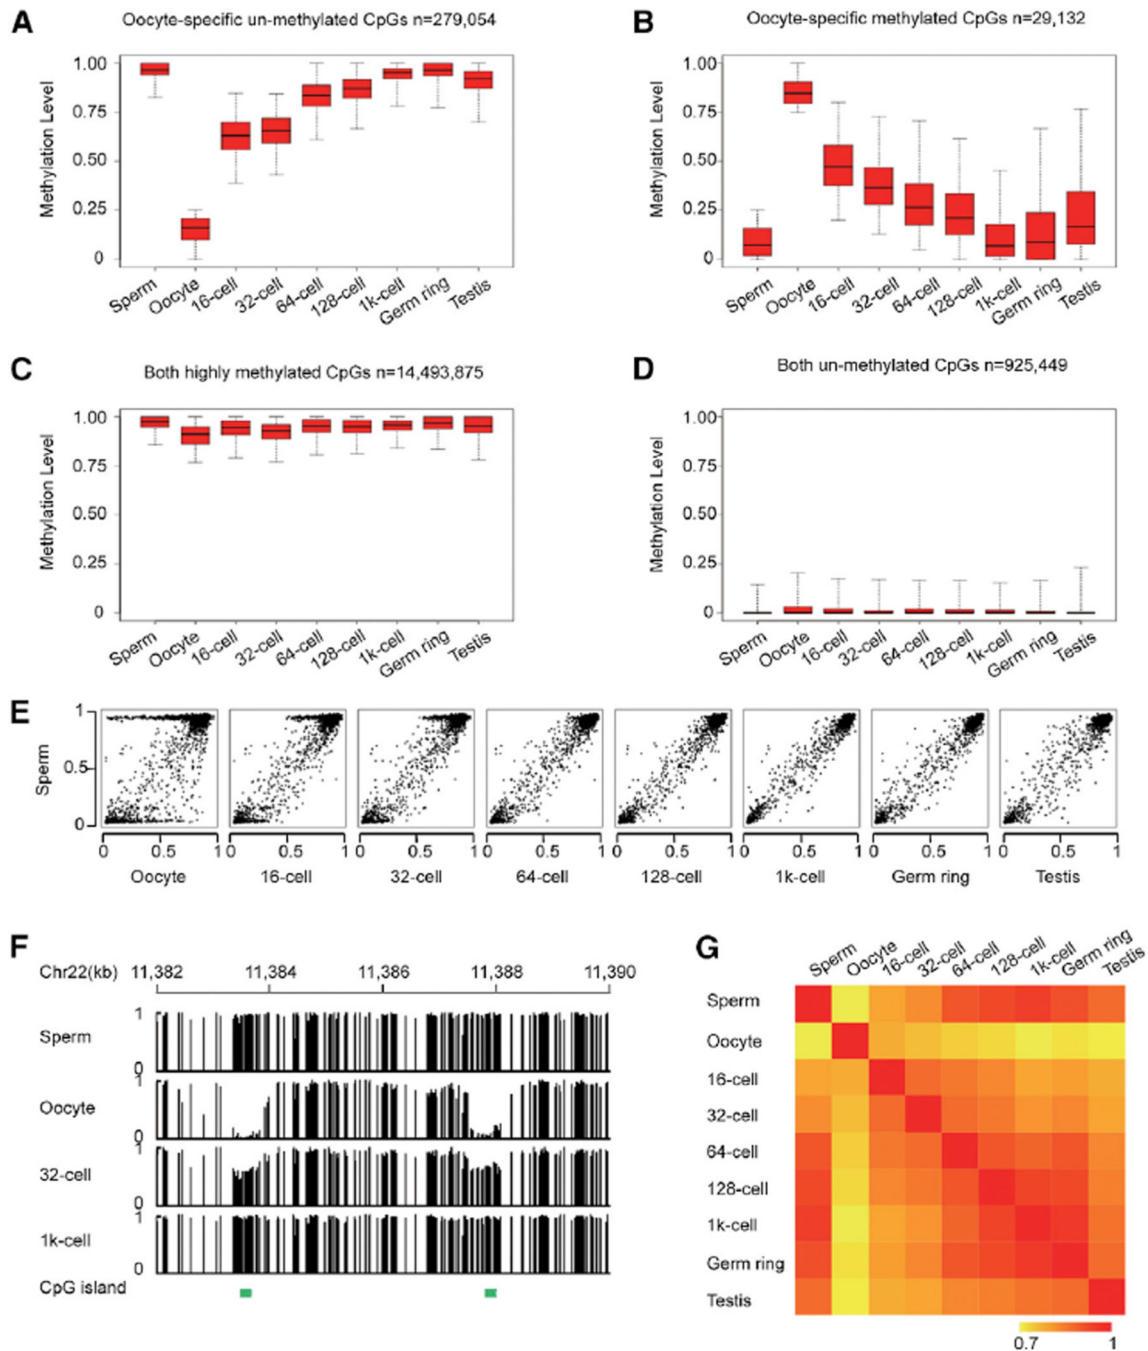 A
Oocyte-specific un-methylated CpGs n=279,054
Methylation Level
1.00
0.75
0.50
0.25
0
Sperm
Oocyte
16-cell
32-cell
64-cell
128-cell
1k-cell
Germ ring
Testis
B
Oocyte-specific methylated CpGs n=29,132
Methylation Level
1.00
0.75
0.50
0.25
0
Sperm
Oocyte
16-cell
32-cell
64-cell
128-cell
1k-cell
Germ ring
Testis
C
Both highly methylated CpGs n=14,493,875
Methylation Level
1.00
0.75
0.50
0.25
0
Sperm
Oocyte
16-cell
32-cell
64-cell
128-cell
1k-cell
Germ ring
Testis
D
Both un-methylated CpGs n=925,449
Methylation Level
1.00
0.75
0.50
0.25
0
Sperm
Oocyte
16-cell
32-cell
64-cell
128-cell
1k-cell
Germ ring
Testis
E
Sperm
1
0.5
0
0 0.5 1 0 0.5 1 0 0.5 1 0 0.5 1 0 0.5 1 0 0.5 1 0 0.5 1 0 0.5 1
Oocyte 16-cell 32-cell 64-cell 128-cell 1k-cell Germ ring Testis
F
Chr22(kb) 11,382 11,384 11,386 11,388 11,390
Sperm
1
0
Oocyte
1
0
32-cell
1
0
1k-cell
1
0
CpG island
G
Sperm
Oocyte
16-cell
32-cell
64-cell
128-cell
1k-cell
Germ ring
Testis
Sperm
Oocyte
16-cell
32-cell
64-cell
128-cell
1k-cell
Germ ring
Testis
0.7 1